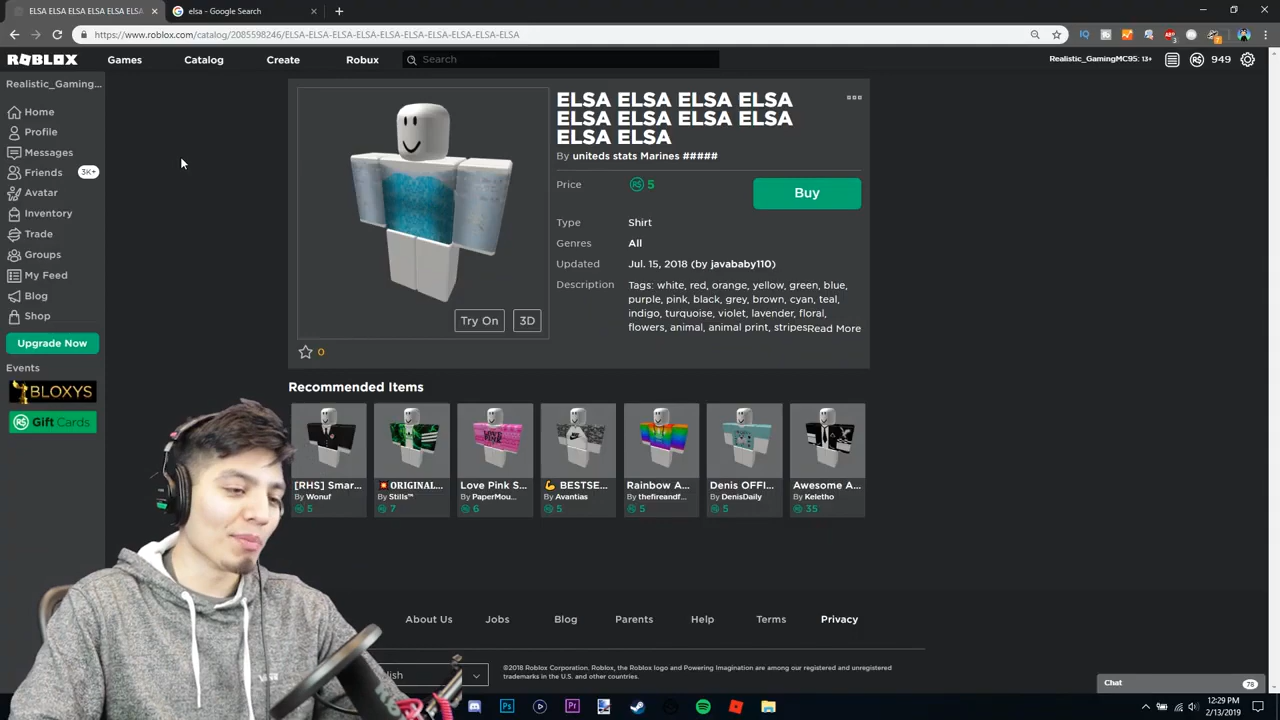 ELSA ELSA ELSA ELSA ELSA ELS
elsa - Google Search
https://www.roblox.com/catalog/2085598246/ELSA-ELSA-ELSA-ELSA-ELSA-ELSA-ELSA-ELSA-ELSA-ELSA
ROBLOX
Games
Catalog
Create
Robux
Search
Realistic_GamingMC95: 13+
949
Realistic_Gaming...
Home
Profile
Messages
Friends
3K+
Avatar
Inventory
Trade
Groups
My Feed
Blog
Shop
Upgrade Now
Events
BLOXYS
Gift Cards
ELSA ELSA ELSA ELSA
ELSA ELSA ELSA ELSA
ELSA ELSA
By uniteds stats Marines #####
Price
5
Buy
Type
Shirt
Genres
All
Updated
Jul. 15, 2018 (by javababy110)
Description
Tags: white, red, orange, yellow, green, blue,
purple, pink, black, grey, brown, cyan, teal,
indigo, turquoise, violet, lavender, floral,
flowers, animal, animal print, stripes
Read More
Try On
3D
0
Recommended Items
[RHS] Smar...
By Wonuf
5
ORIGINAL...
By Stills™
7
Love Pink S...
By PaperMou...
6
BESTSE...
By Avantias
5
Rainbow A...
By thefireandf...
5
Denis OFFI...
By DenisDaily
5
Awesome A...
By Keletho
35
About Us
Jobs
Blog
Parents
Help
Terms
Privacy
lish
©2018 Roblox Corporation. Roblox, the Roblox logo and Powering Imagination are among our registered and unregistered
trademarks in the U.S. and other countries.
Chat
78
12:29 PM
2/13/2019